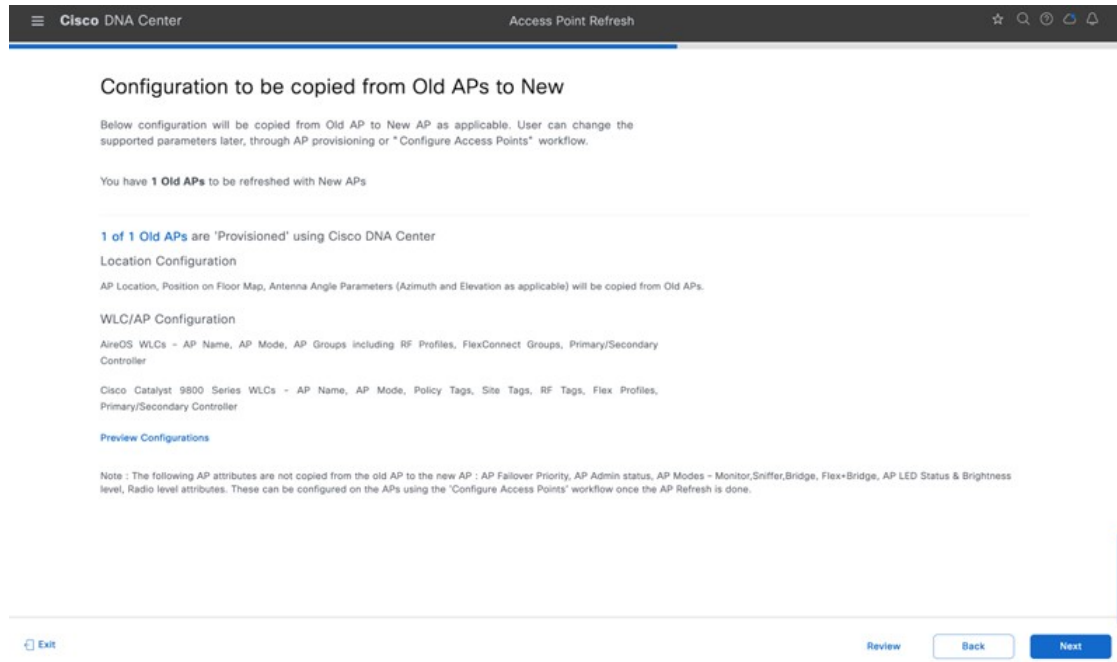 Cisco DNA Center
Access Point Refresh
Configuration to be copied from Old APs to New
Below configuration will be copied from Old AP to New AP as applicable. User can change the
supported parameters later, through AP provisioning or "Configure Access Points" workflow.
You have 1 Old APs to be refreshed with New APs
1 of 1 Old APs are 'Provisioned' using Cisco DNA Center
Location Configuration
AP Location, Position on Floor Map, Antenna Angle Parameters (Azimuth and Elevation as applicable) will be copied from Old APs.
WLC/AP Configuration
AireOS WLCs - AP Name, AP Mode, AP Groups including RF Profiles, FlexConnect Groups, Primary/Secondary
Controller
Cisco Catalyst 9800 Series WLCs - AP Name, AP Mode, Policy Tags, Site Tags, RF Tags, Flex Profiles,
Primary/Secondary Controller
Preview Configurations
Note : The following AP attributes are not copied from the old AP to the new AP : AP Failover Priority, AP Admin status, AP Modes - Monitor,Sniffer,Bridge, Flex+Bridge, AP LED Status & Brightness
level, Radio level attributes. These can be configured on the APs using the 'Configure Access Points' workflow once the AP Refresh is done.
Exit
Review
Back
Next